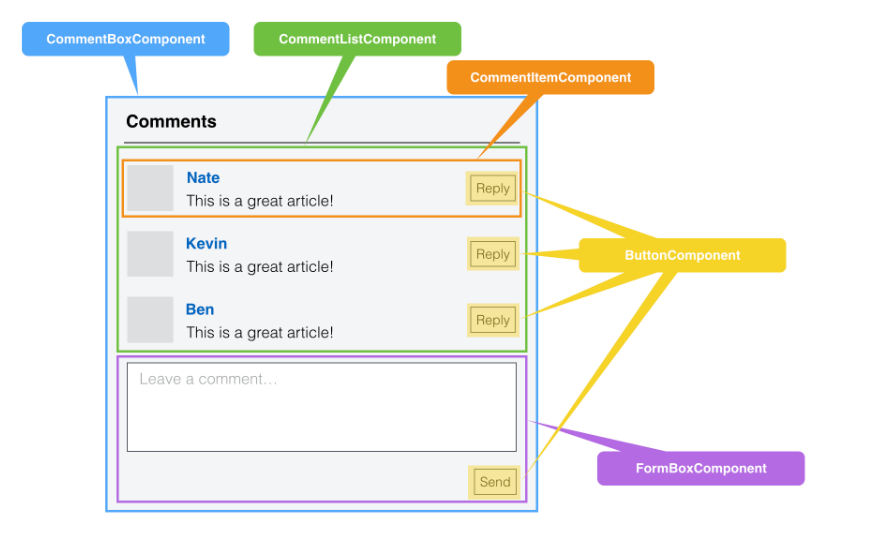 CommentBoxComponent
CommentListComponent
CommentItemComponent
Comments
Nate
This is a great article!
Reply
Kevin
This is a great article!
Reply
ButtonComponent
Ben
This is a great article!
Reply
Leave a comment…
FormBoxComponent
Send